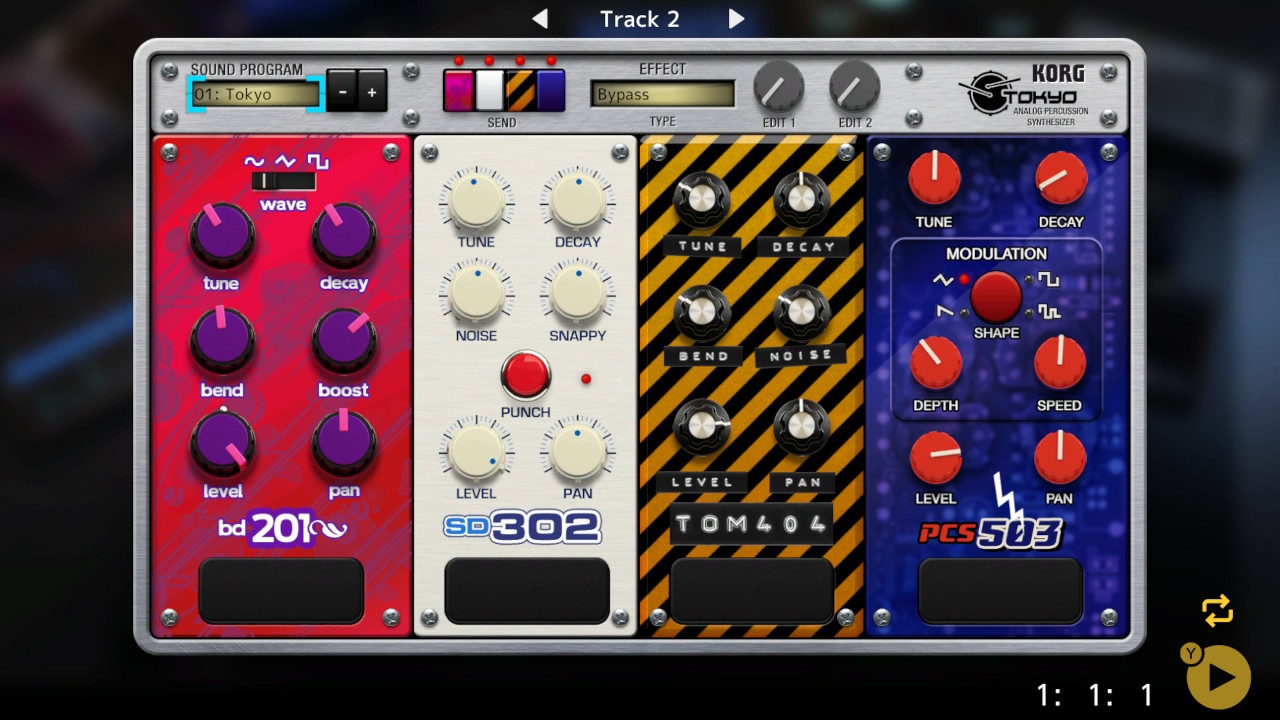 Track 2
SOUND PROGRAM
01: Tokyo
- +
SEND
EFFECT
Bypass
TYPE
EDIT 1
EDIT 2
KORG
TOKYO
ANALOG PERCUSSION
SYNTHESIZER
wave
tune
decay
bend
boost
level
pan
bd 201
TUNE
DECAY
NOISE
SNAPPY
PUNCH
LEVEL
PAN
SD-302
TUNE
DECAY
BEND
NOISE
LEVEL
PAN
TOM404
TUNE
DECAY
MODULATION
SHAPE
DEPTH
SPEED
LEVEL
PAN
PCS503
Y
1: 1: 1